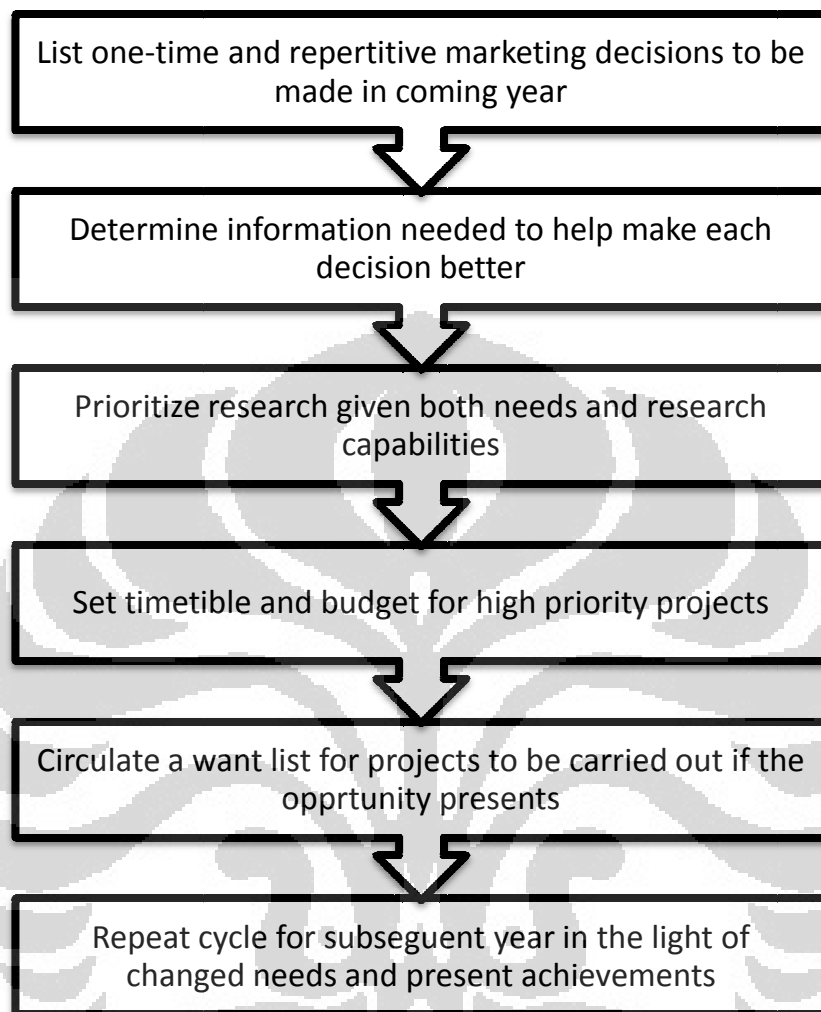 List one-time and repertitive marketing decisions to be
made in coming year
Determine information needed to help make each
decision better
Prioritize research given both needs and research
capabilities
Set timetible and budget for high priority projects
Circulate a want list for projects to be carried out if the
opprtunity presents
Repeat cycle for subseguent year in the light of
changed needs and present achievements